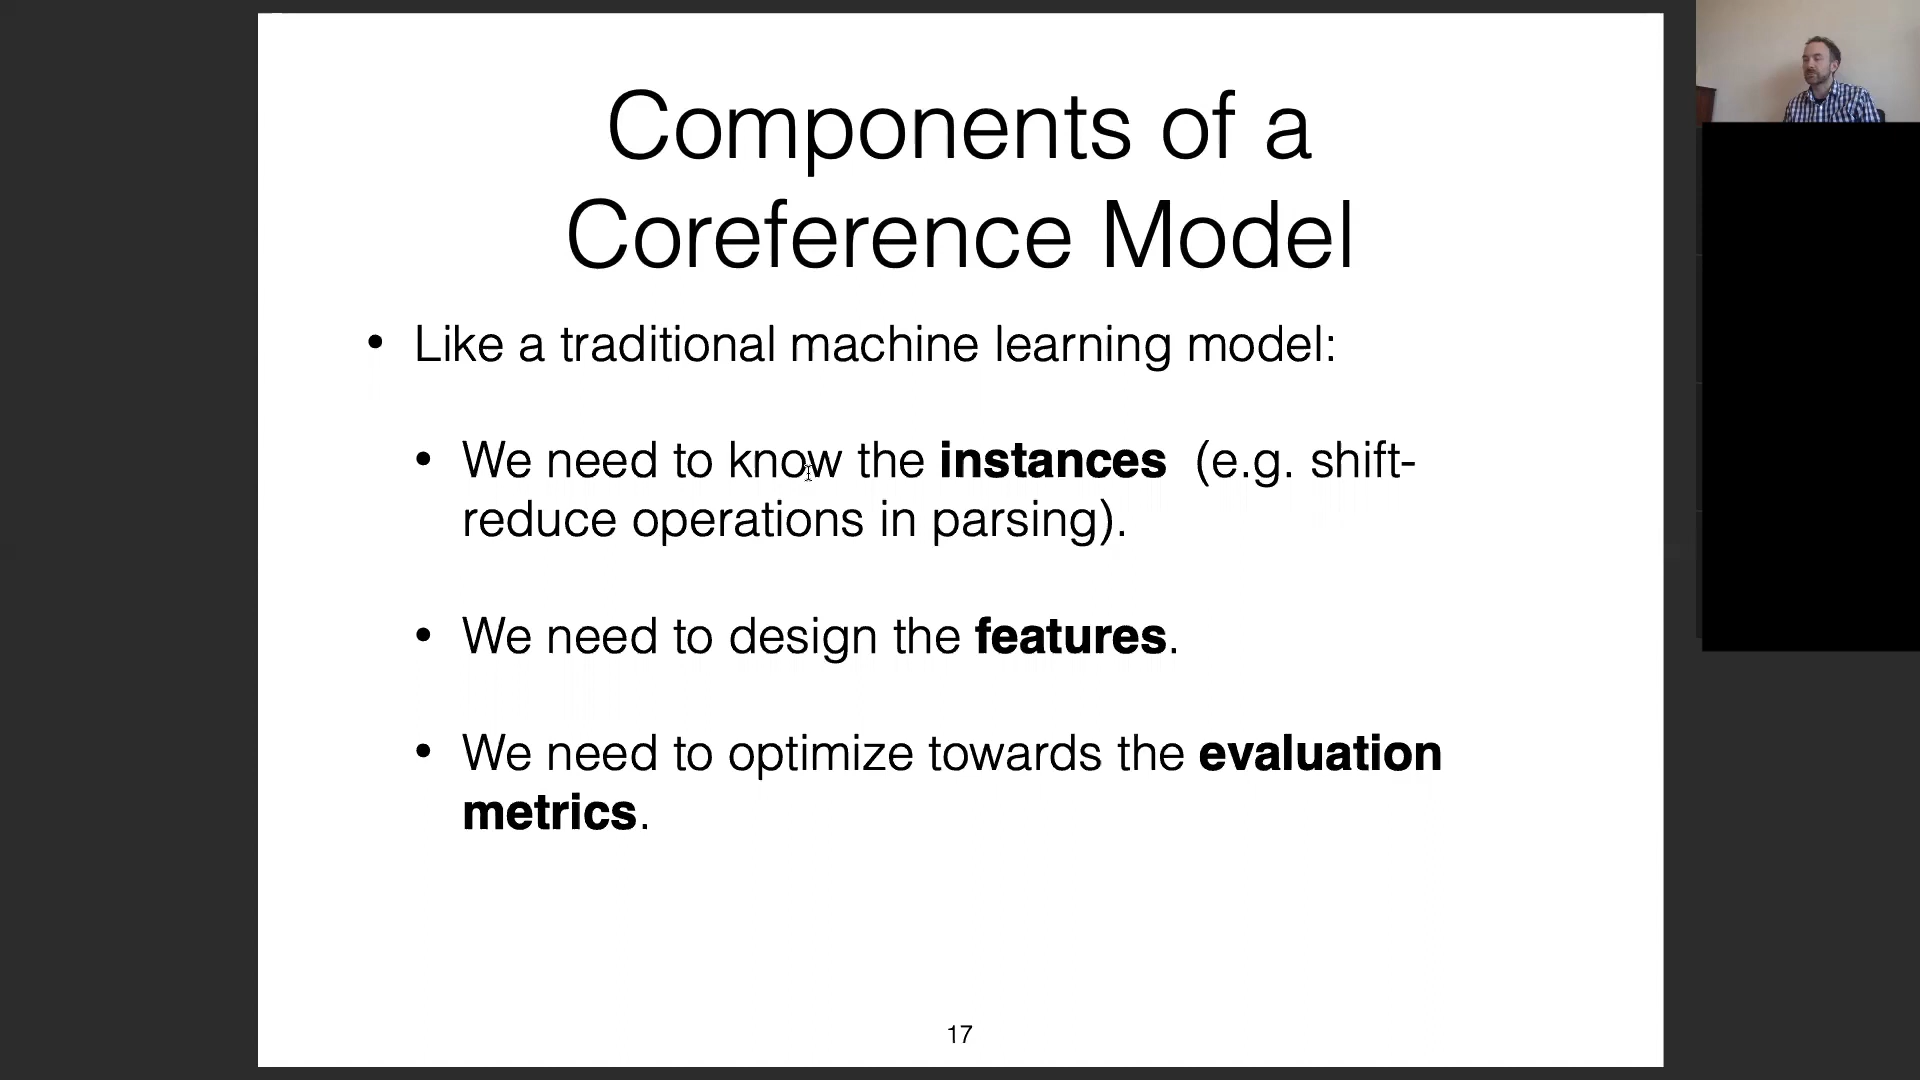 Components of a
Coreference Model
• Like a traditional machine learning model:
• We need to know the instances (e.g. shift-
reduce operations in parsing).
• We need to design the features.
• We need to optimize towards the evaluation
metrics.
17